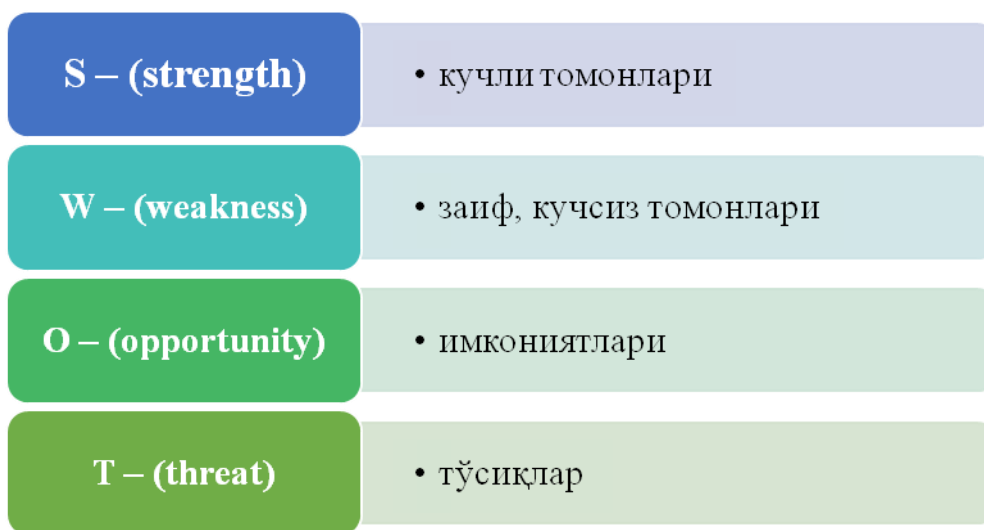 S – (strength)
• кучли томонлари
W – (weakness)
• заиф, кучсиз томонлари
O – (opportunity)
• имкониятлари
T – (threat)
• тўсиқлар